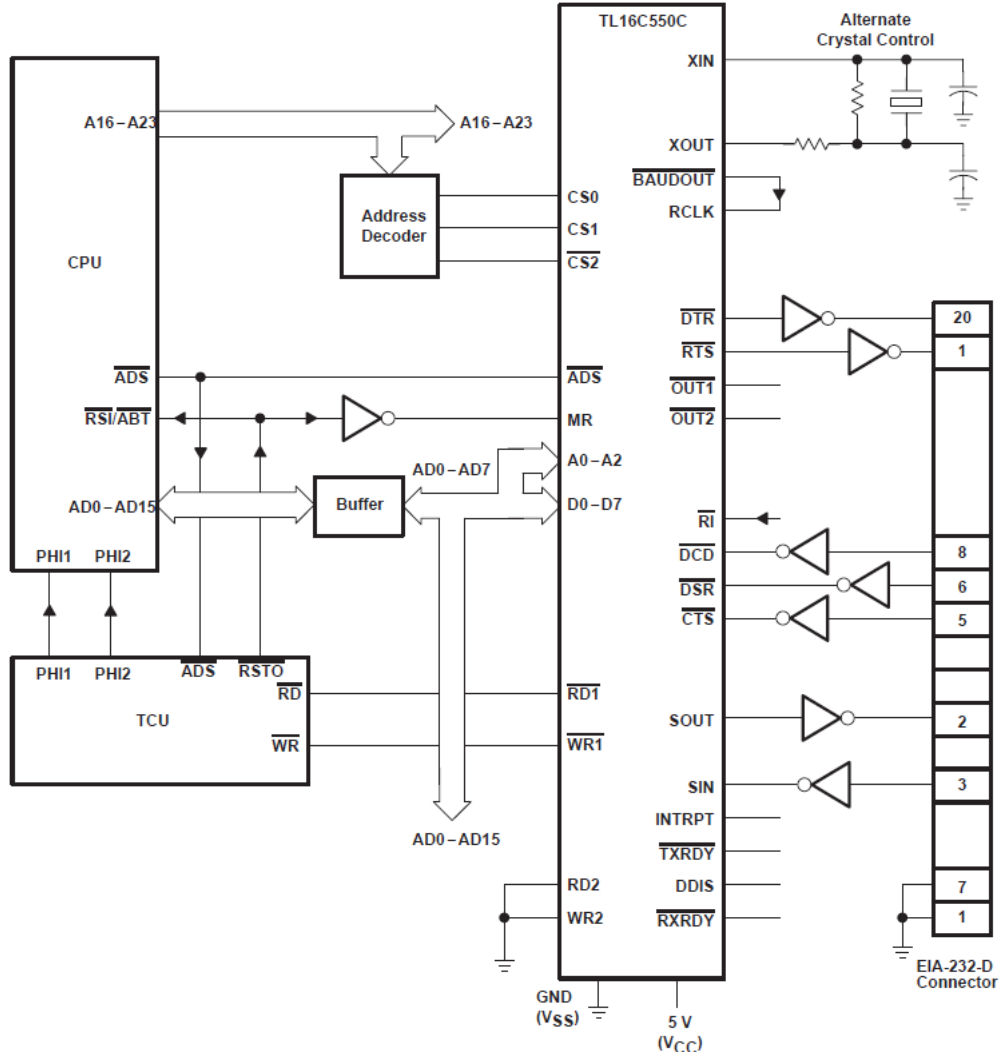 TL16C550C
Alternate
Crystal Control
XIN
A16–A23
A16–A23
XOUT
BAUDOUT
RCLK
Address
Decoder
CS0
CS1
CS2
CPU
DTR
20
RTS
1
ADS
ADS
OUT1
RSI/ABT
MR
OUT2
AD0–AD7
A0–A2
AD0–AD15
Buffer
D0–D7
RI
PHI1
PHI2
DCD
8
DSR
6
CTS
5
PHI1
PHI2
ADS
RSTO
RD
RD1
TCU
SOUT
2
WR
WR1
SIN
3
INTRPT
AD0–AD15
TXRDY
RD2
DDIS
7
WR2
RXRDY
1
EIA-232-D
Connector
GND
(VSS)
5 V
(VCC)